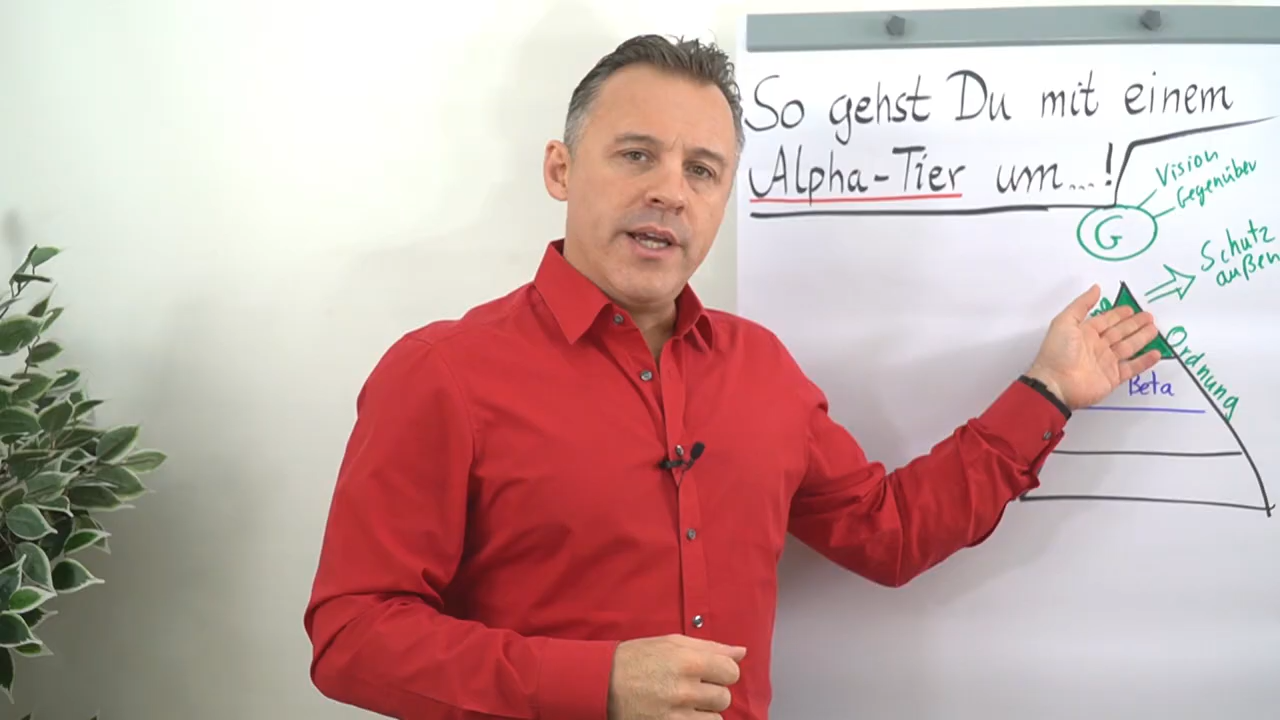 So gehst Du mit einem
Alpha-Tier um...!
Vision
Gegenüber
G
Schutz
außen
Ordnung
Beta